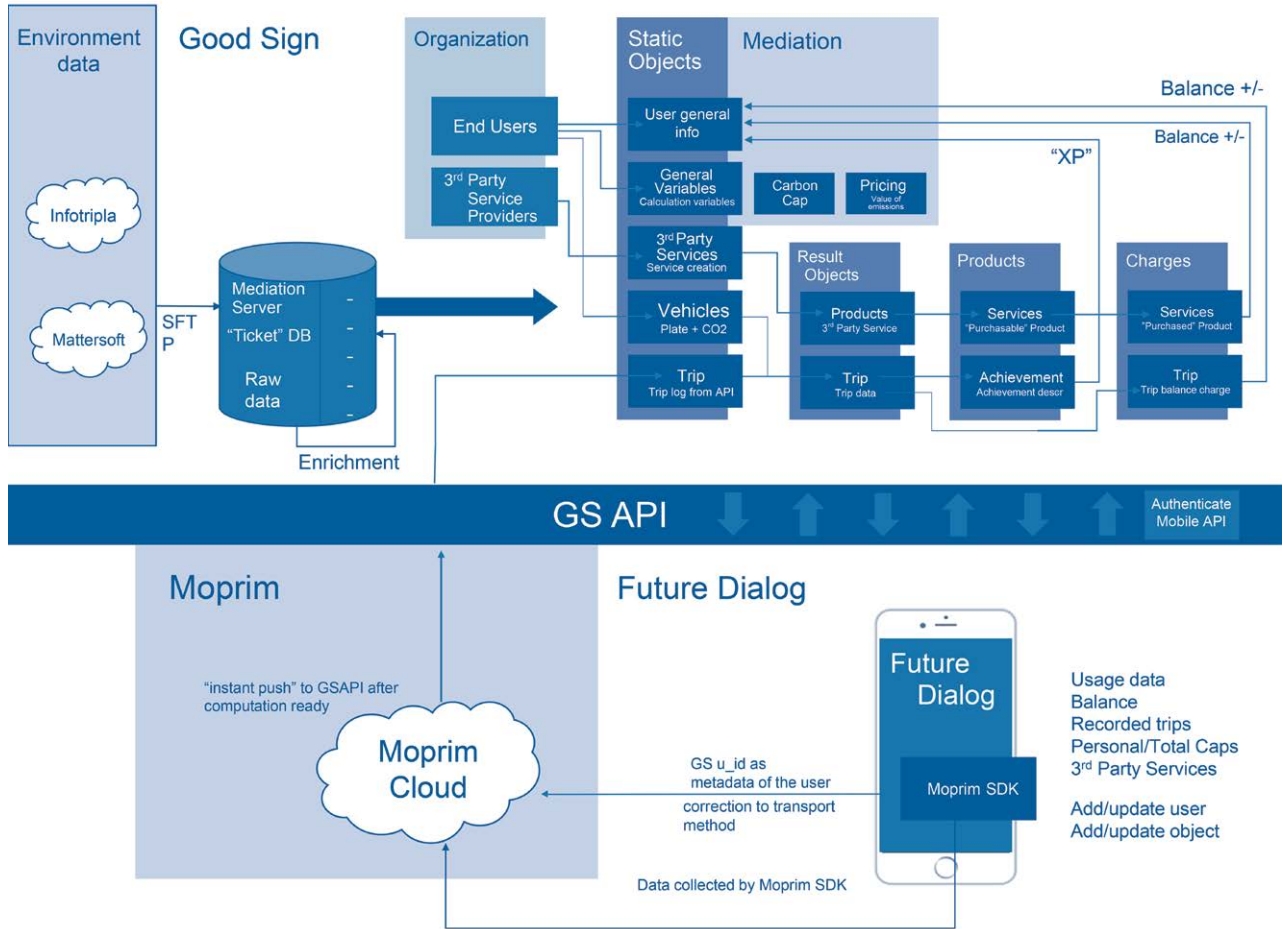 Environment
data
Infotripla
Mattersoft
SFT
P
Good Sign
Mediation
Server
"Ticket" DB
Raw
data
–
–
–
–
–
Enrichment
Organization
End Users
3rd Party
Service
Providers
Static
Objects
User general
info
General
Variables
Calculation variables
3rd Party
Services
Service creation
Vehicles
Plate + CO2
Trip
Trip log from API
Mediation
Carbon
Cap
Pricing
Value of
emissions
Result
Objects
Products
3rd Party Service
Trip
Trip data
Products
Services
"Purchasable" Product
Achievement
Achievement descr
Charges
Services
"Purchased" Product
Trip
Trip balance charge
Balance +/-
Balance +/-
"XP"
GS API
Authenticate
Mobile API
Moprim
"instant push" to GSAPI after
computation ready
Moprim
Cloud
Future Dialog
GS u_id as
metadata of the user
correction to transport
method
Data collected by Moprim SDK
Future
Dialog
Moprim SDK
Usage data
Balance
Recorded trips
Personal/Total Caps
3rd Party Services
Add/update user
Add/update object